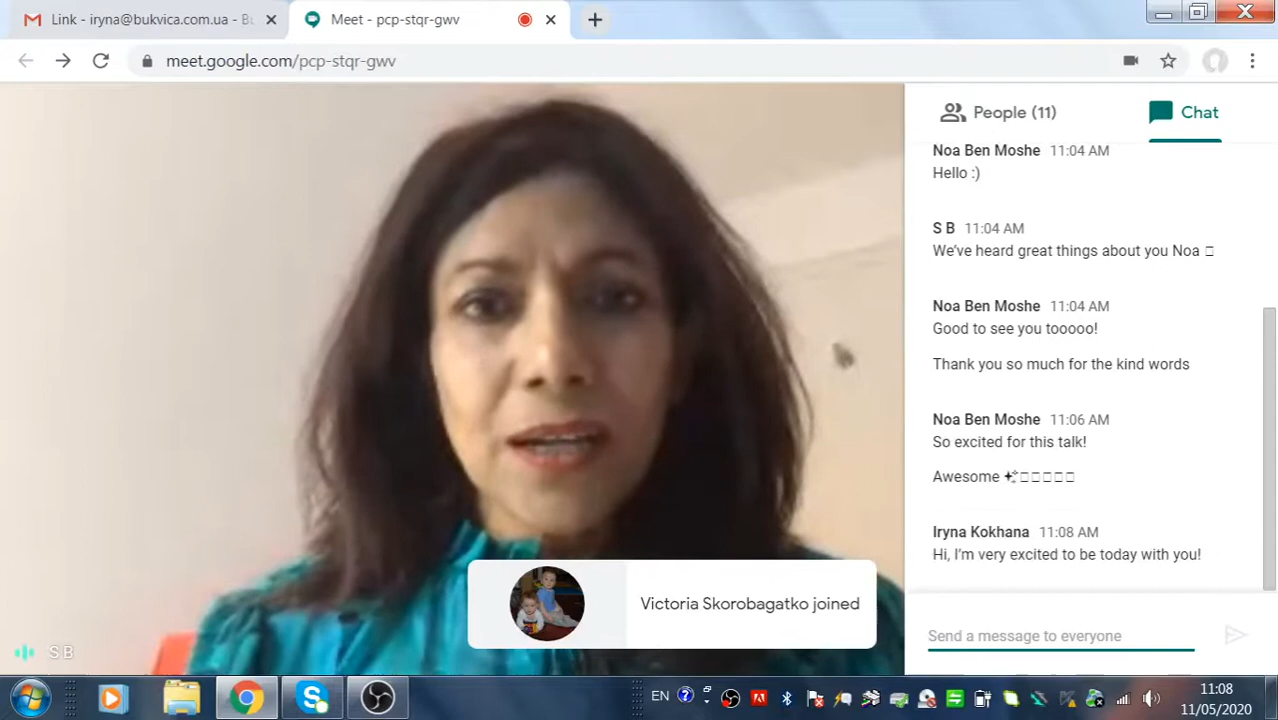 Link - iryna@bukvica.com.ua - Bu
Meet - pcp-stqr-gwv
meet.google.com/pcp-stqr-gwv
People (11)
Chat
Noa Ben Moshe 11:04 AM
Hello :)
S B 11:04 AM
We've heard great things about you Noa
Noa Ben Moshe 11:04 AM
Good to see you tooooo!
Thank you so much for the kind words
Noa Ben Moshe 11:06 AM
So excited for this talk!
Awesome ✨
Iryna Kokhana 11:08 AM
Hi, I'm very excited to be today with you!
Victoria Skorobagatko joined
Send a message to everyone
S B
EN
11:08
11/05/2020